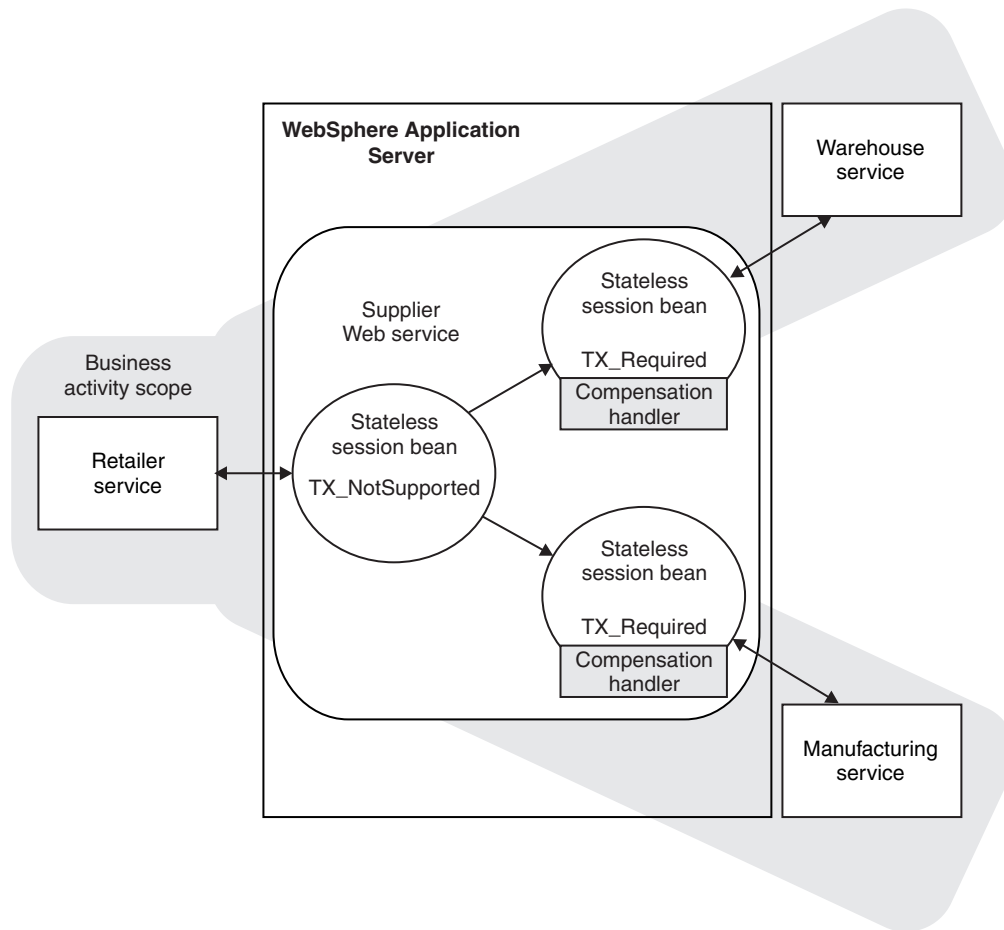 WebSphere Application
Server
Warehouse
service
Supplier
Web service
Stateless
session bean
TX_Required
Compensation
handler
Business
activity scope
Retailer
service
Stateless
session bean
TX_NotSupported
Stateless
session bean
TX_Required
Compensation
handler
Manufacturing
service